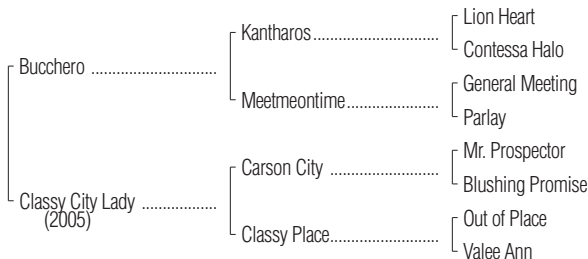 Lion Heart
Kantharos
Contessa Halo
Bucchero
General Meeting
Meetmeontime
Parlay
Mr. Prospector
Carson City
Blushing Promise
Classy City Lady
(2005)
Out of Place
Classy Place
Valee Ann